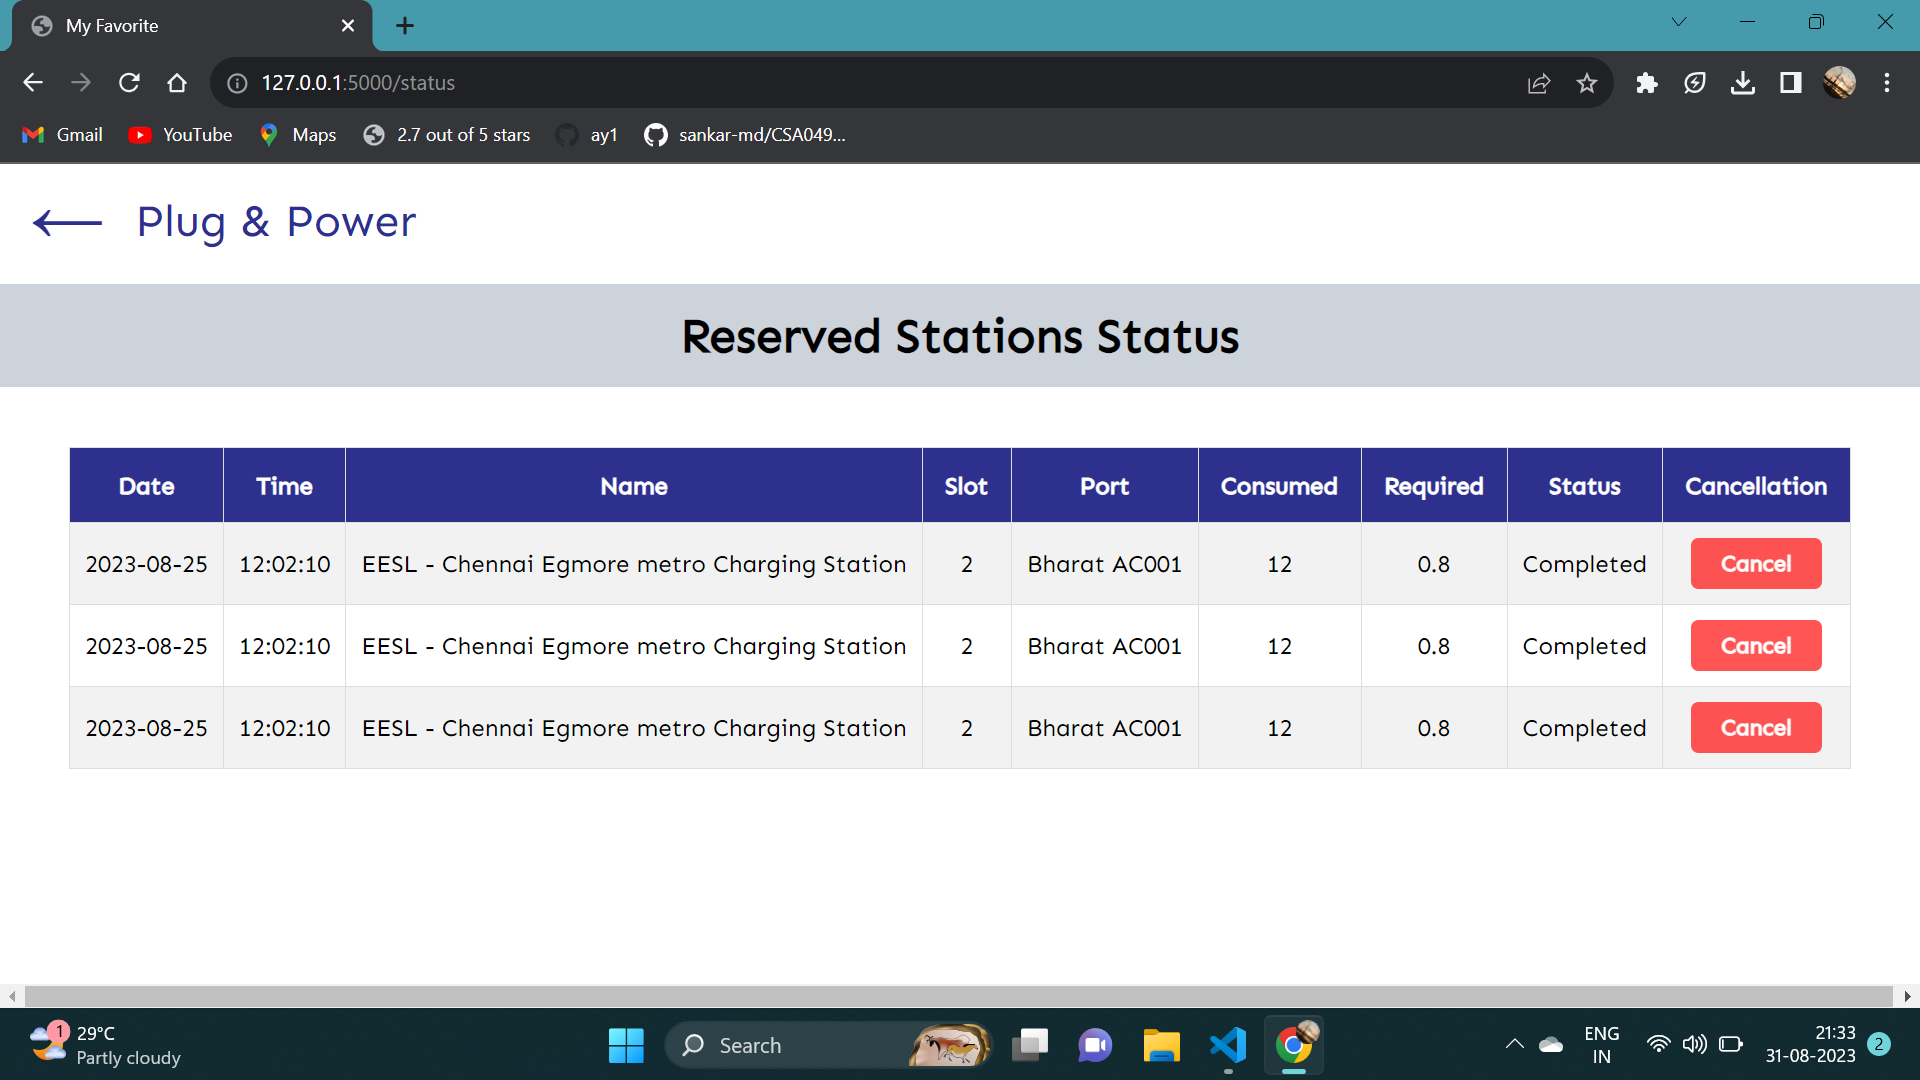 My Favorite
127.0.0.1:5000/status
Gmail YouTube Maps 2.7 out of 5 stars ay1 sankar-md/CSA049...
Plug & Power
Reserved Stations Status
Date Time Name Slot Port Consumed Required Status Cancellation
2023-08-25 12:02:10 EESL - Chennai Egmore metro Charging Station 2 Bharat AC001 12 0.8 Completed Cancel
2023-08-25 12:02:10 EESL - Chennai Egmore metro Charging Station 2 Bharat AC001 12 0.8 Completed Cancel
2023-08-25 12:02:10 EESL - Chennai Egmore metro Charging Station 2 Bharat AC001 12 0.8 Completed Cancel
1 29°C
Partly cloudy
Search
ENG
IN
21:33
31-08-2023
2